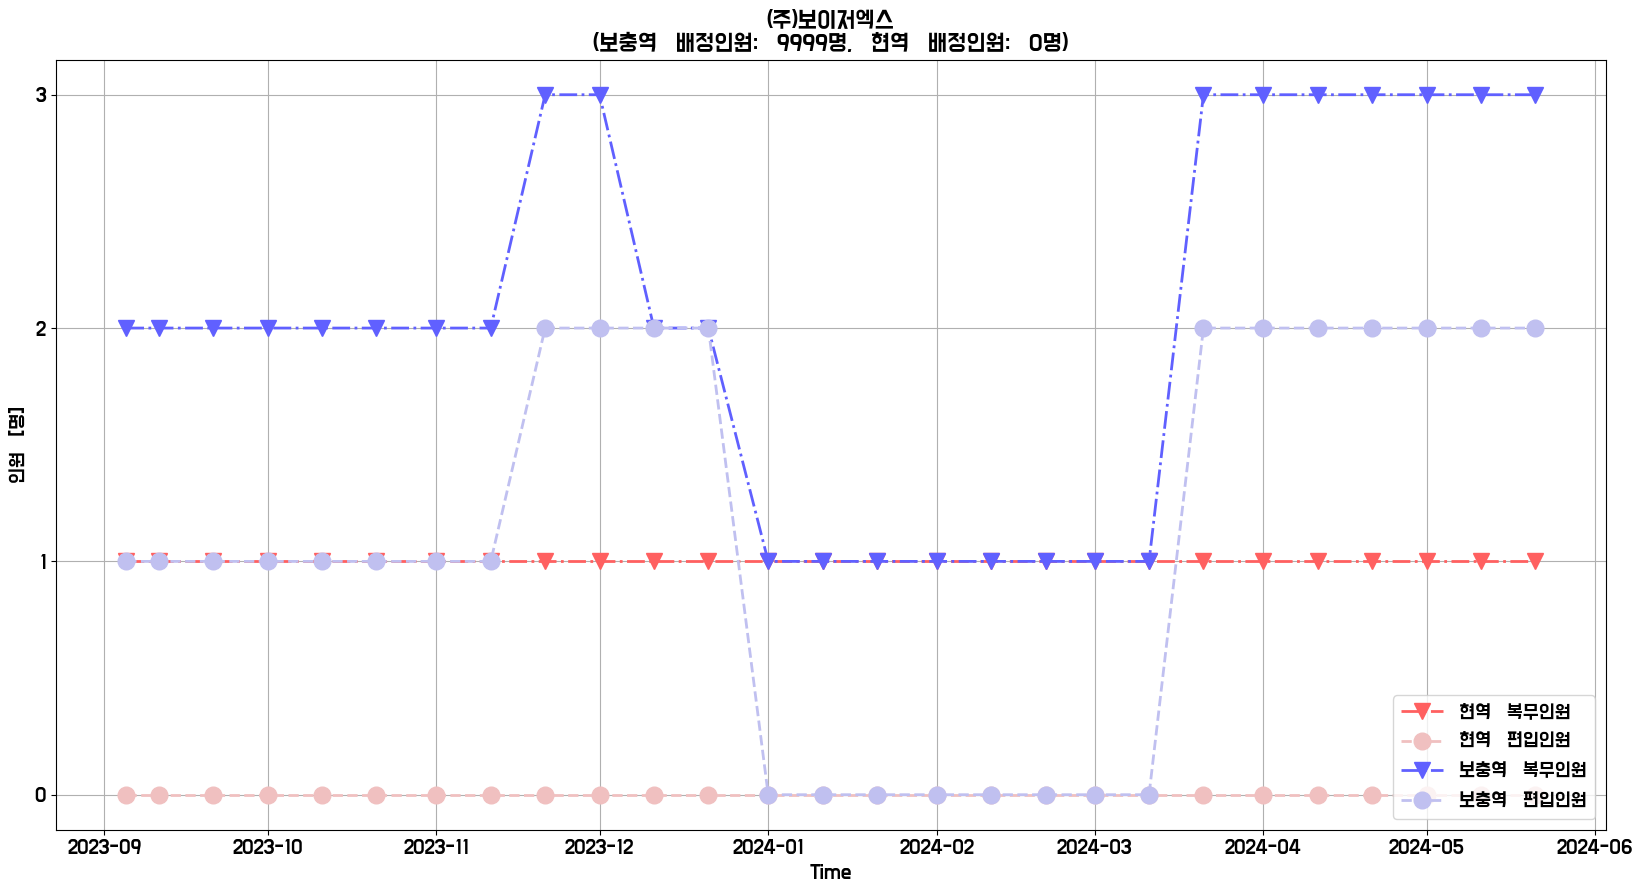 (주)보이저엑스
(보충역 배정인원: 9999명, 현역 배정인원: 0명)
3
2
1
0
인원 [명]
2023-09 2023-10 2023-11 2023-12 2024-01 2024-02 2024-03 2024-04 2024-05 2024-06
Time
현역 복무인원
현역 편입인원
보충역 복무인원
보충역 편입인원